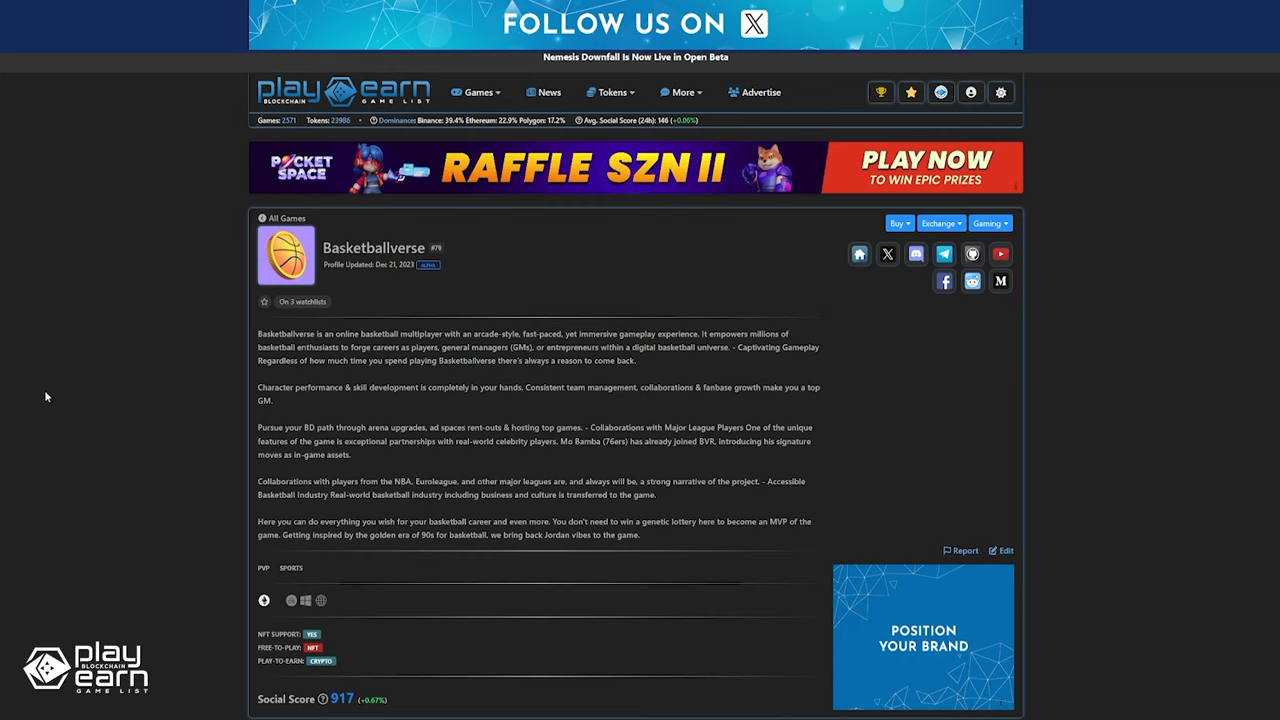 FOLLOW US ON X
Nemesis Downfall Is Now Live in Open Beta
play earn
BLOCKCHAIN GAME LIST
Games News Tokens More Advertise
Games: 2571 Tokens: 23986 - Dominance: Binance: 39.4% Ethereum: 22.9% Polygon: 17.2% Avg. Social Score (24h): 146 (+0.06%)
POCKET SPACE
RAFFLE SZN II
PLAY NOW
TO WIN EPIC PRIZES
All Games
Buy Exchange Gaming
Basketballverse #78
Profile Updated: Dec 21, 2023 ALPHA
On 3 watchlists
Basketballverse is an online basketball multiplayer with an arcade-style, fast-paced, yet immersive gameplay experience. It empowers millions of
basketball enthusiasts to forge careers as players, general managers (GMs), or entrepreneurs within a digital basketball universe. - Captivating Gameplay
Regardless of how much time you spend playing Basketballverse there's always a reason to come back.
Character performance & skill development is completely in your hands. Consistent team management, collaborations & fanbase growth make you a top
GM.
Pursue your BD path through arena upgrades, ad spaces rent-outs & hosting top games. - Collaborations with Major League Players One of the unique
features of the game is exceptional partnerships with real-world celebrity players. Mo Bamba (76ers) has already joined BVR, introducing his signature
moves as in-game assets.
Collaborations with players from the NBA, Euroleague, and other major leagues are, and always will be, a strong narrative of the project. - Accessible
Basketball Industry Real-world basketball industry including business and culture is transferred to the game.
Here you can do everything you wish for your basketball career and even more. You don't need to win a genetic lottery here to become an MVP of the
game. Getting inspired by the golden era of 90s for basketball, we bring back Jordan vibes to the game.
Report Edit
PVP SPORTS
NFT SUPPORT: YES
FREE-TO-PLAY: NFT
PLAY-TO-EARN: CRYPTO
Social Score 917 (+0.67%)
POSITION
YOUR BRAND
play earn
BLOCKCHAIN
GAME LIST